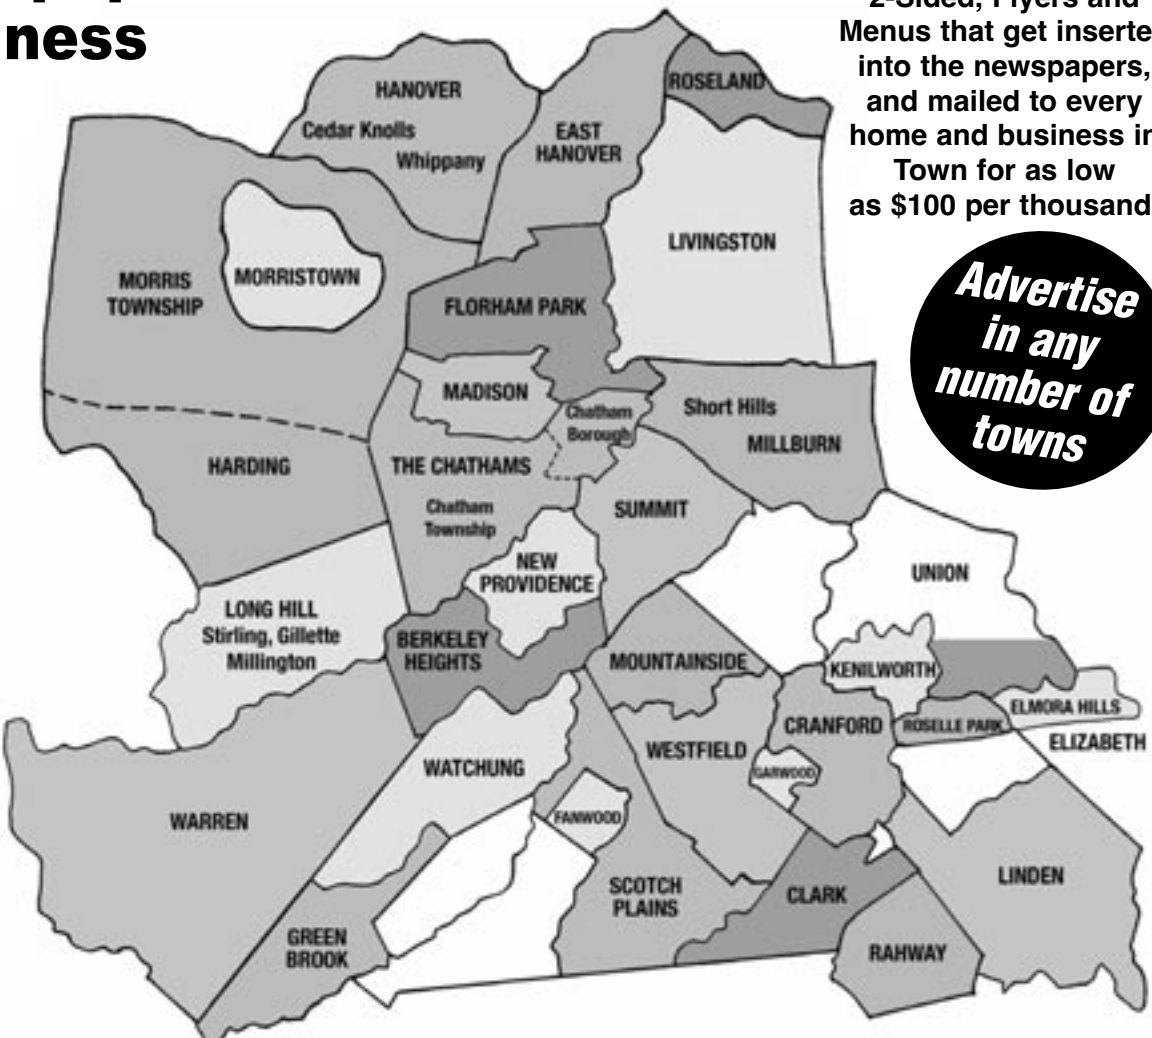 ness
2-Sided, Flyers and
Menus that get inserte
into the newspapers,
and mailed to every
home and business in
Town for as low
as $100 per thousand
Advertise
in any
number of
towns
HANOVER
Cedar Knolls
Whippany
EAST
HANOVER
ROSELAND
LIVINGSTON
MORRIS
TOWNSHIP
MORRISTOWN
FLORHAM PARK
MADISON
Chatham
Borough
Short Hills
MILLBURN
HARDING
THE CHATHAMS
Chatham
Township
SUMMIT
NEW
PROVIDENCE
UNION
LONG HILL
Stirling, Gillette
Millington
BERKELEY
HEIGHTS
MOUNTAINSIDE
KENILWORTH
ELMORA HILLS
ROSELLE PARK
CRANFORD
ELIZABETH
WESTFIELD
GARWOOD
WATCHUNG
WARREN
FANWOOD
SCOTCH
PLAINS
CLARK
LINDEN
GREEN
BROOK
RAHWAY